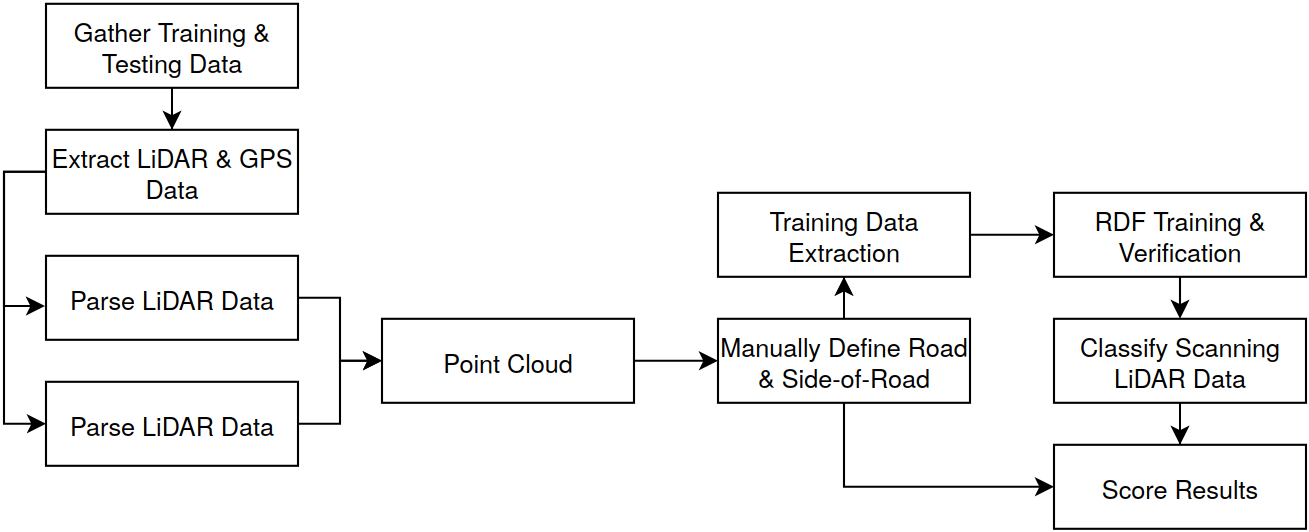 Gather Training &
Testing Data
Extract LiDAR & GPS
Data
Parse LiDAR Data
Parse LiDAR Data
Point Cloud
Training Data
Extraction
Manually Define Road
& Side-of-Road
RDF Training &
Verification
Classify Scanning
LiDAR Data
Score Results